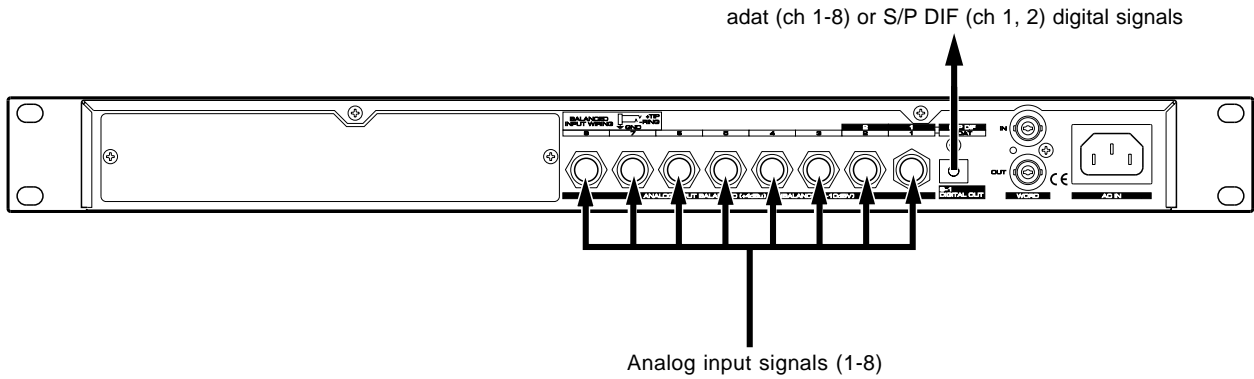 adat (ch 1-8) or S/P DIF (ch 1, 2) digital signals
BALANCED INPUT WIRING
+TIP
-RING
GND
8 7 6 5 4 3 2 1
IN
OUT
CE
DIGITAL OUT
WORD
AC IN
Analog input signals (1-8)